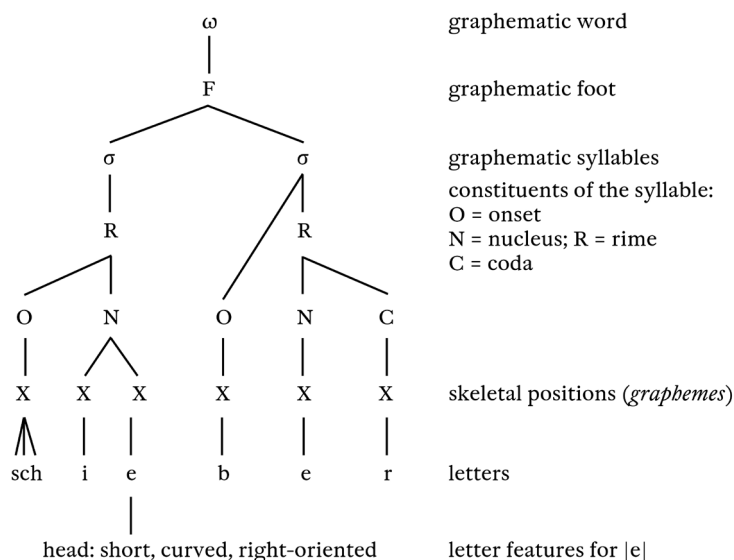 ω graphematic word
F graphematic foot
σ σ graphematic syllables
constituents of the syllable:
O = onset
R R N = nucleus; R = rime
C = coda
O N O N C
X X X X X X skeletal positions (graphemes)
sch i e b e r letters
head: short, curved, right-oriented letter features for |e|